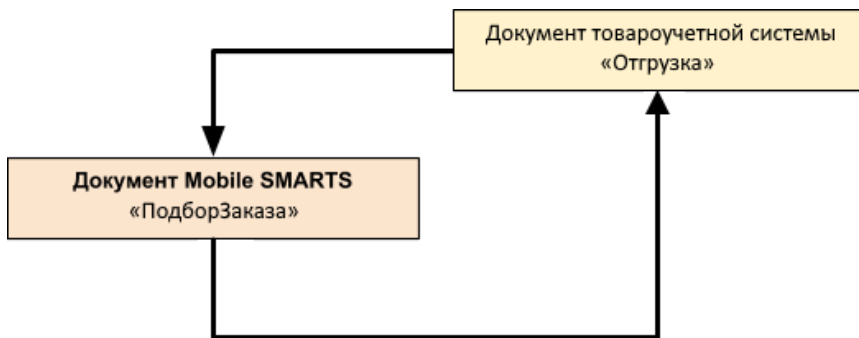 Документ товароучетной системы
«Отгрузка»
Документ Mobile SMARTS
«ПодборЗаказа»